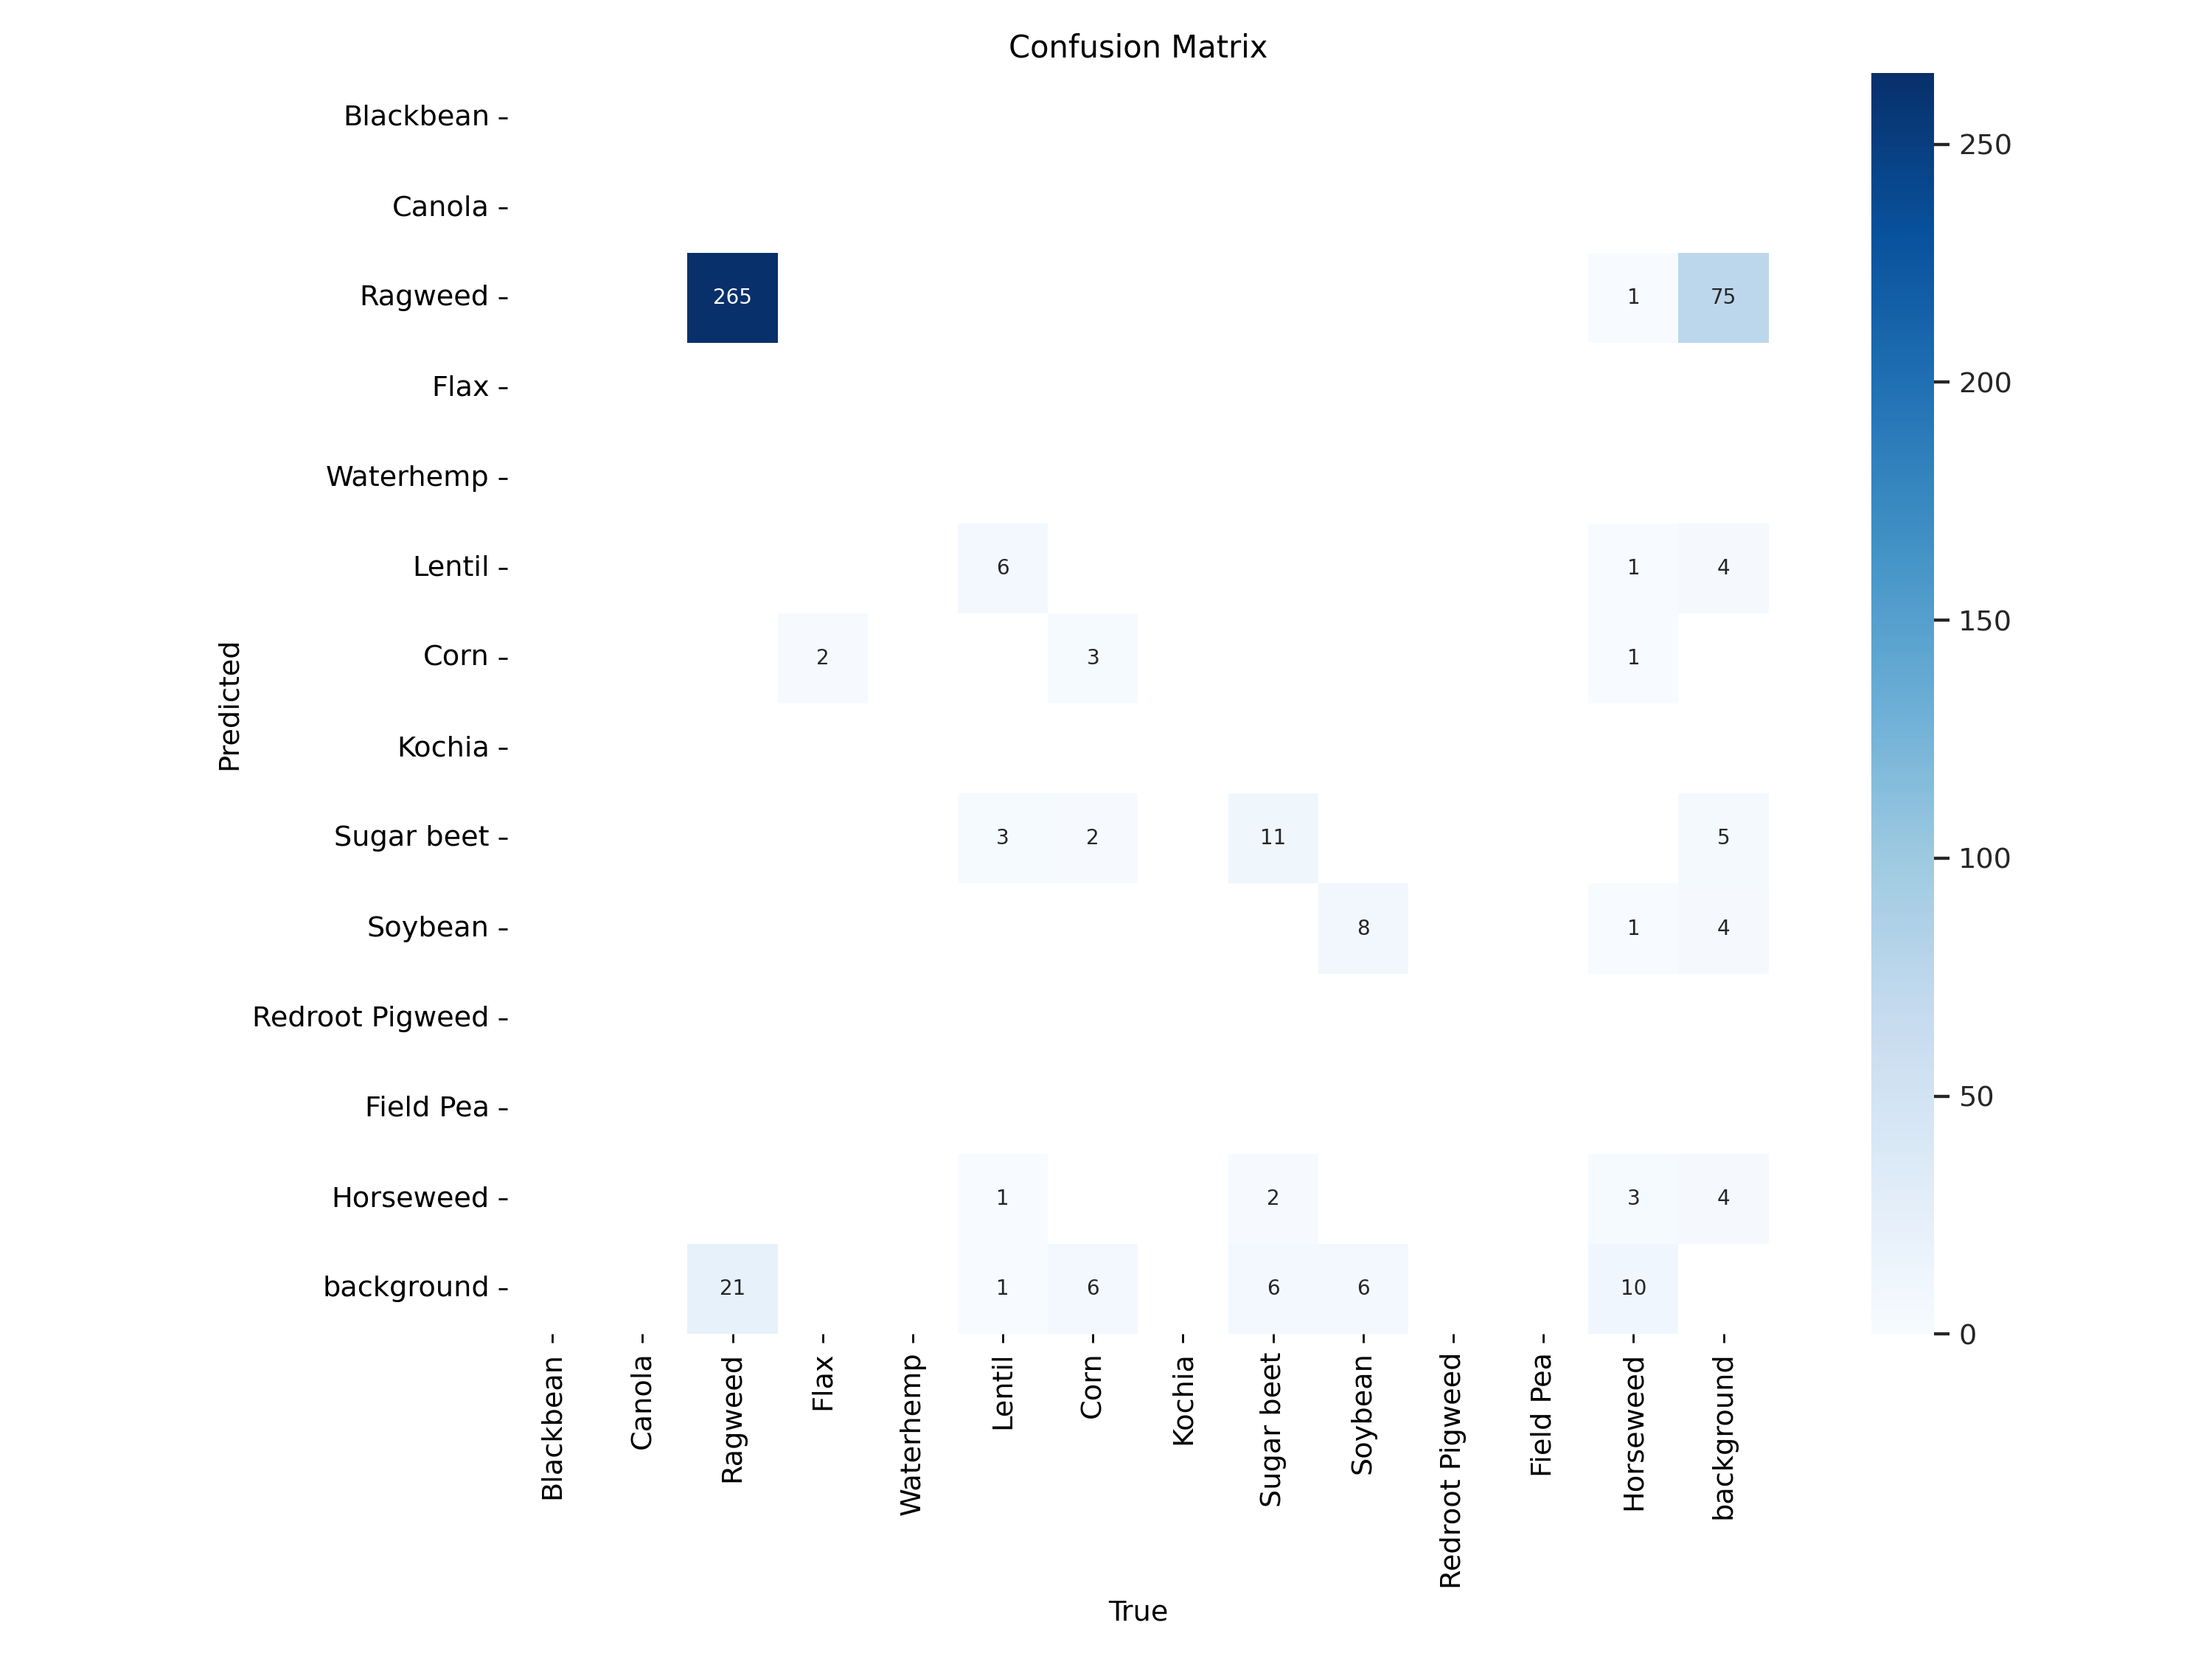 Confusion Matrix
Blackbean
Canola
Ragweed 265 1 75
Flax
Waterhemp
Lentil 6 1 4
Corn 2 3 1
Kochia
Sugar beet 3 2 11 5
Soybean 8 1 4
Redroot Pigweed
Field Pea
Horseweed 1 2 3 4
background 21 1 6 6 6 10
Predicted
Blackbean Canola Ragweed Flax Waterhemp Lentil Corn Kochia Sugar beet Soybean Redroot Pigweed Field Pea Horseweed background
True
250
200
150
100
50
0